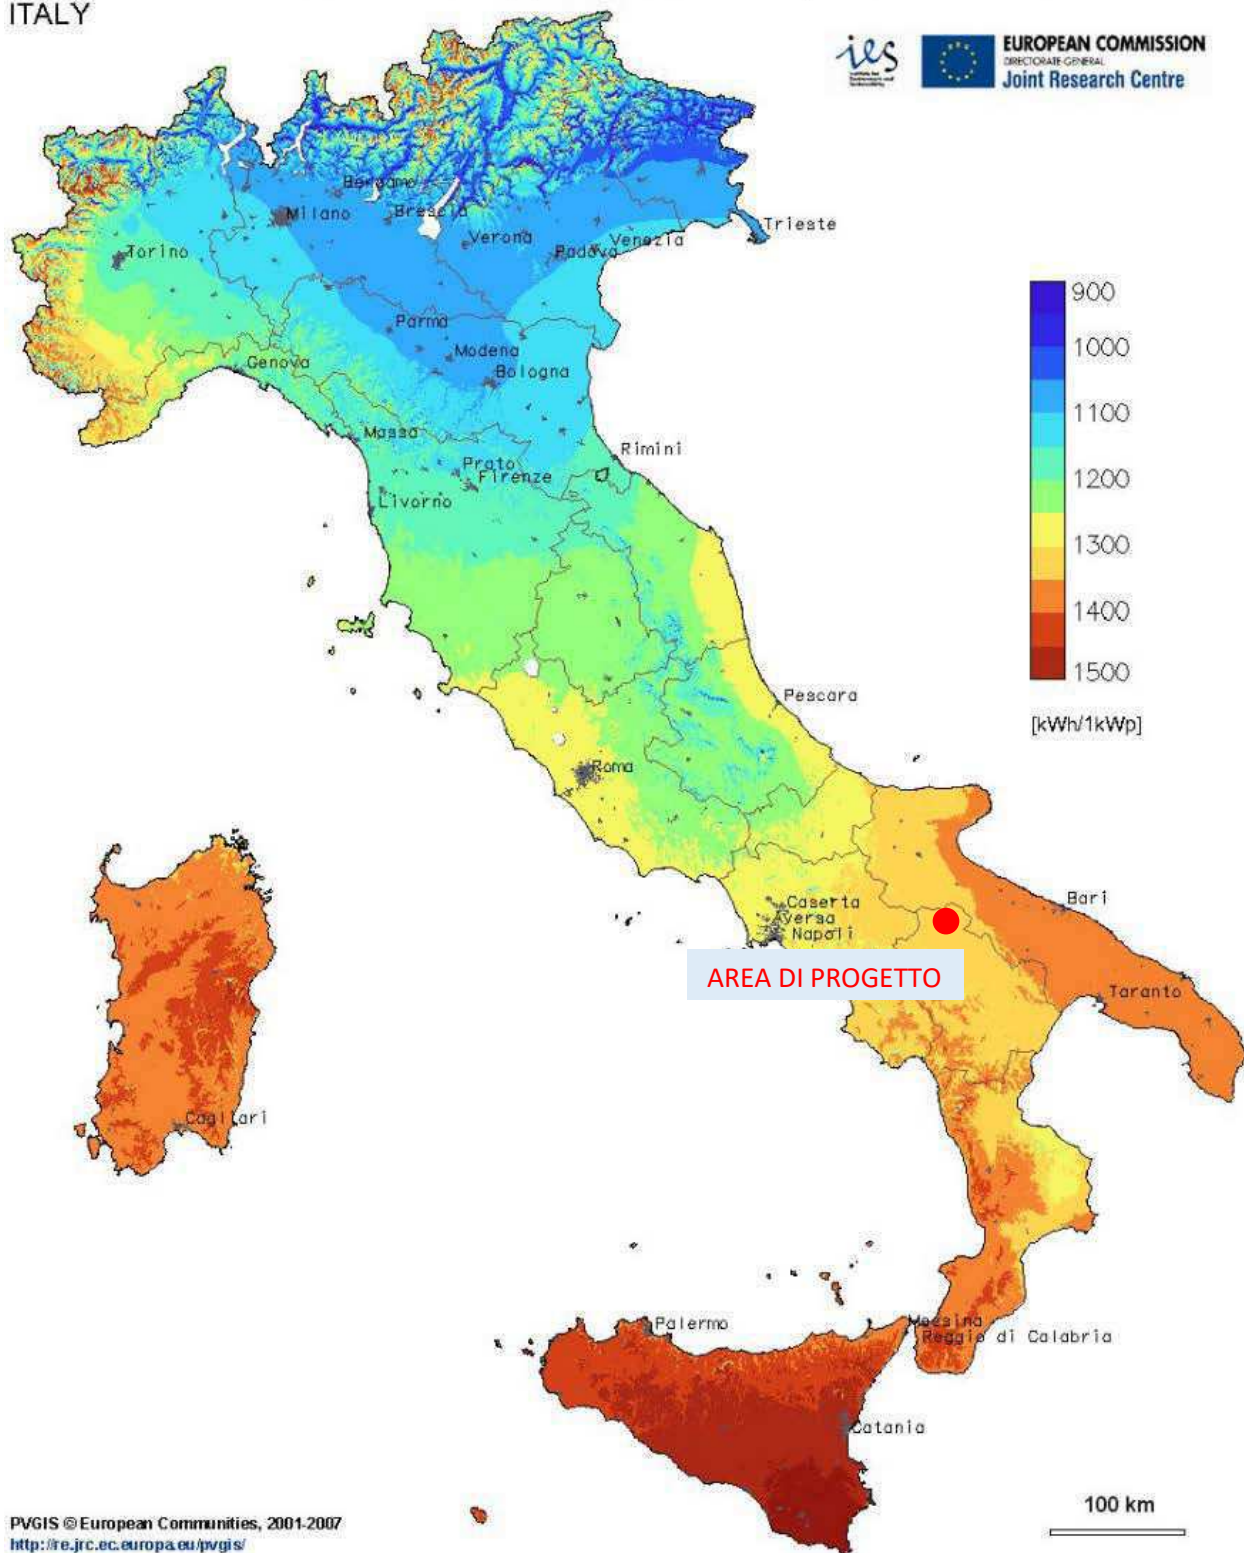 ITALY
ies
EUROPEAN COMMISSION
DIRECTORATE-GENERAL
Joint Research Centre
Bergamo
Milano
Brescia
Trieste
Verona
Venezia
Padova
Torino
900
Parma
1000
Modena
Genova
Bologna
1100
Massa
Rimini
Prato
Firenze
1200
Livorno
1300
1400
1500
Pescara
[kWh/1kWp]
Roma
Caserta
Bari
Aversa
Napoli
AREA DI PROGETTO
Taranto
Cagliari
Palermo
Messina
Reggio di Calabria
Catania
100 km
PVGIS © European Communities, 2001-2007
http://re.jrc.ec.europa.eu/pvgis/